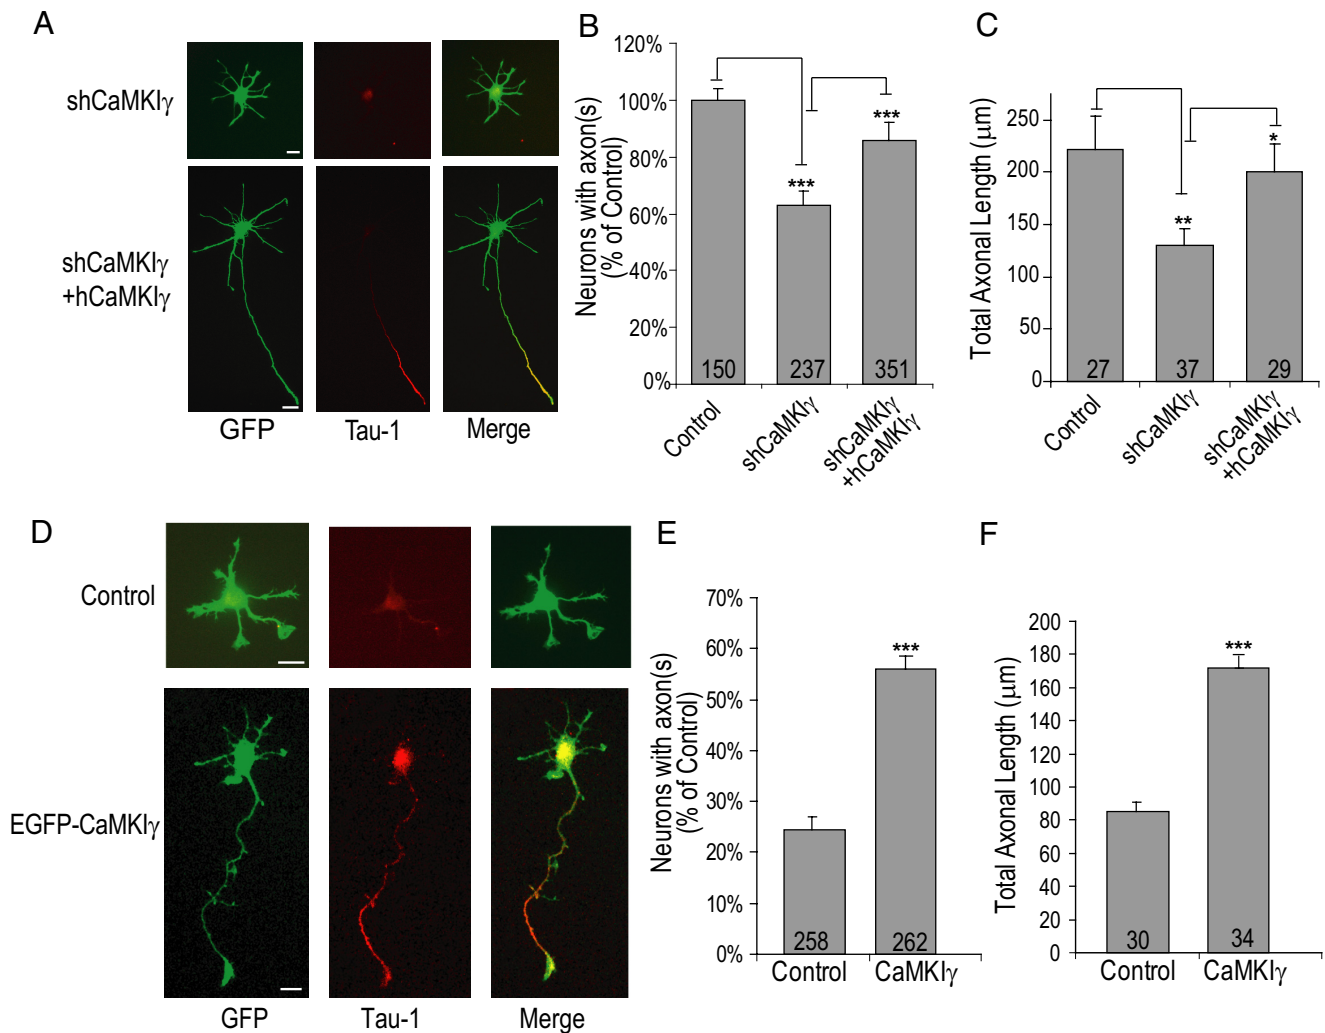 A
shCaMKIγ
shCaMKIγ
+hCaMKIγ
GFP
Tau-1
Merge
B
Neurons with axon(s)
(% of Control)
120%
100%
80%
60%
40%
20%
0%
***
***
150
237
351
Control
shCaMKIγ
shCaMKIγ
+hCaMKIγ
C
Total Axonal Length (μm)
250
200
150
100
50
0
**
*
27
37
29
Control
shCaMKIγ
shCaMKIγ
+hCaMKIγ
D
Control
EGFP-CaMKIγ
GFP
Tau-1
Merge
E
Neurons with axon(s)
(% of Control)
70%
60%
50%
40%
30%
20%
10%
0%
***
258
262
Control
CaMKIγ
F
Total Axonal Length (μm)
200
180
160
140
120
100
80
60
40
20
0
***
30
34
Control
CaMKIγ